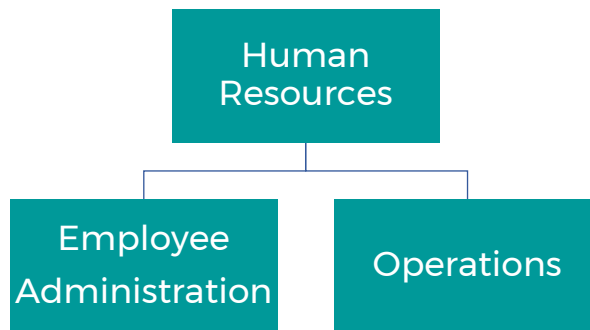 Human
Resources
Employee
Administration
Operations